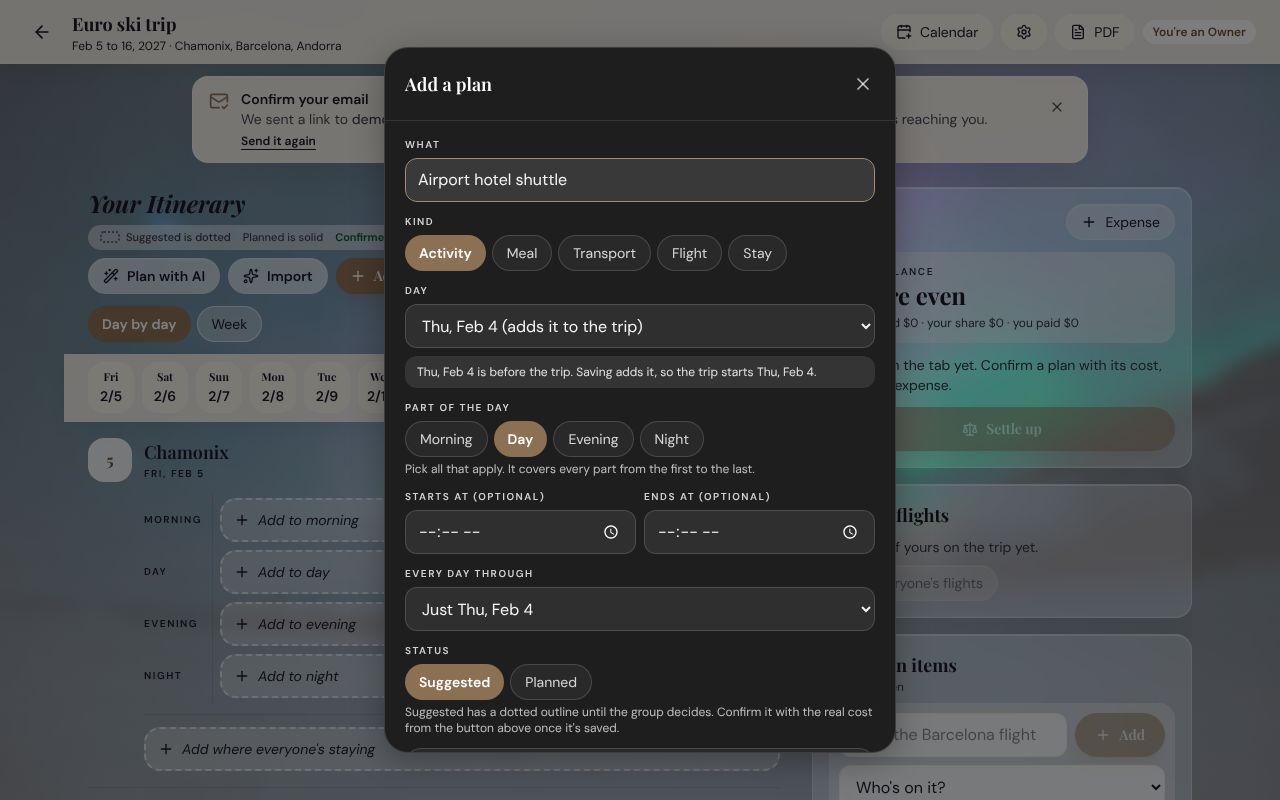 Euro ski trip
Feb 5 to 16, 2027 · Chamonix, Barcelona, Andorra
Calendar
PDF
You're an Owner
Confirm your email
We sent a link to
reaching you.
Send it again
Your Itinerary
Suggested is dotted Planned is solid
Plan with AI
Import
Day by day
Week
Fri 2/5
Sat 2/6
Sun 2/7
Mon 2/8
Tue 2/9
5
Chamonix
FRI, FEB 5
MORNING
+ Add to morning
DAY
+ Add to day
EVENING
+ Add to evening
NIGHT
+ Add to night
+ Add where everyone's staying
Add a plan
WHAT
Airport hotel shuttle
KIND
Activity
Meal
Transport
Flight
Stay
DAY
Thu, Feb 4 (adds it to the trip)
Thu, Feb 4 is before the trip. Saving adds it, so the trip starts Thu, Feb 4.
PART OF THE DAY
Morning
Day
Evening
Night
Pick all that apply. It covers every part from the first to the last.
STARTS AT (OPTIONAL)
ENDS AT (OPTIONAL)
--:-- --
--:-- --
EVERY DAY THROUGH
Just Thu, Feb 4
STATUS
Suggested
Planned
Suggested has a dotted outline until the group decides. Confirm it with the real cost
from the button above once it's saved.
+ Expense
even
$0 · your share $0 · you paid $0
the tab yet. Confirm a plan with its cost,
expense.
Settle up
flights
of yours on the trip yet.
flights
items
the Barcelona flight
+ Add
Who's on it?